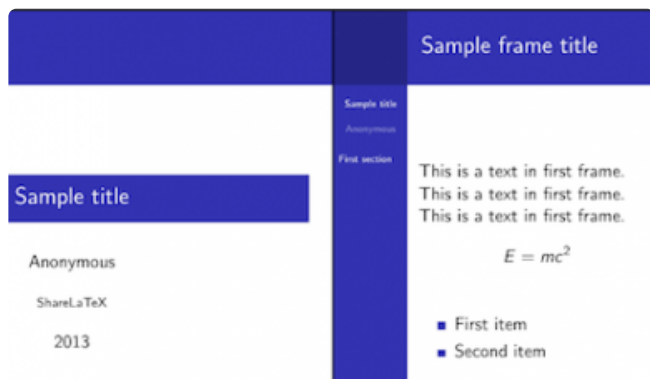 Sample title
Anonymous
ShareLaTeX
2013
Sample title
Anonymous
First section
Sample frame title
This is a text in first frame.
This is a text in first frame.
This is a text in first frame.
E = mc²
First item
Second item